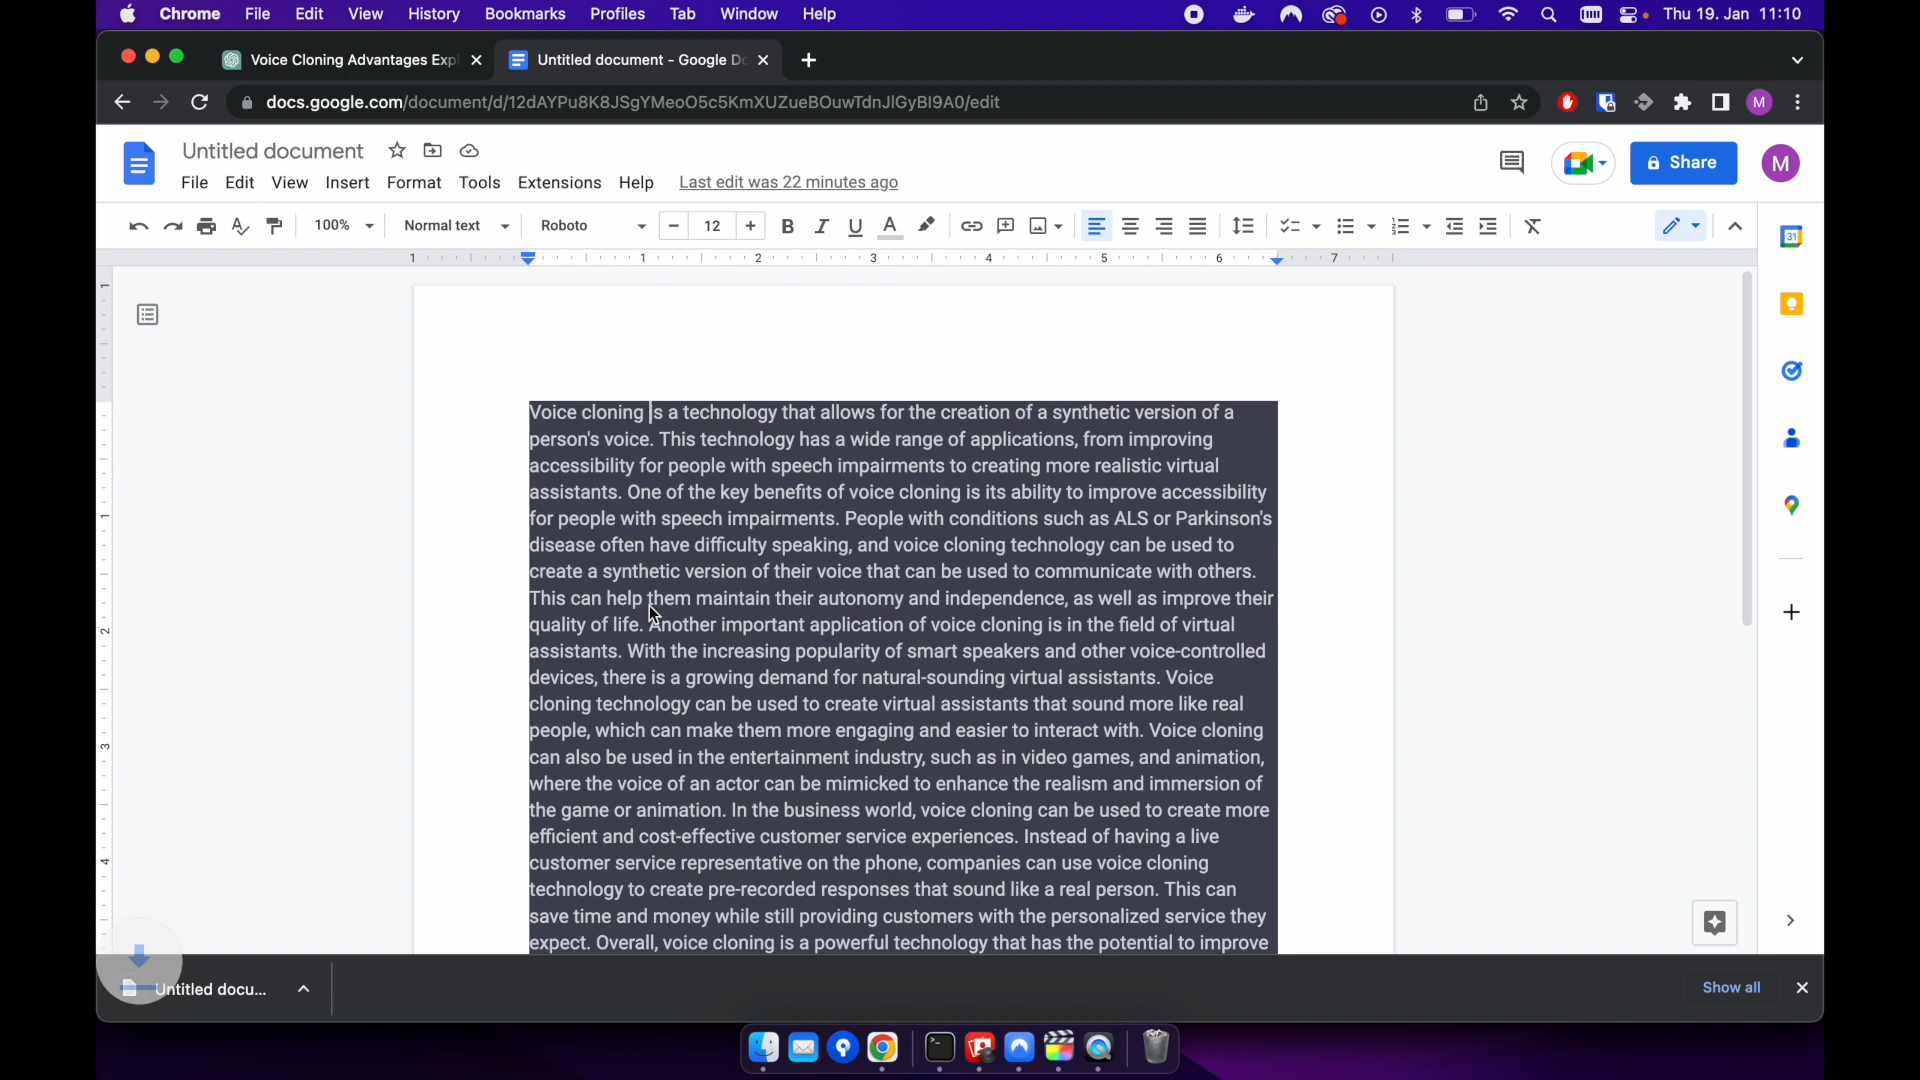 Chrome File Edit View History Bookmarks Profiles Tab Window Help Thu 19. Jan 11:10
Voice Cloning Advantages Exp Untitled document - Google Do
docs.google.com/document/d/12dAYPu8K8JSgYMeoO5c5KmXUZueBOuwTdnJIGyBI9A0/edit M
Untitled document
File Edit View Insert Format Tools Extensions Help Last edit was 22 minutes ago Share M
100% Normal text Roboto 12 B I U A
1 1 2 3 4 5 6 7
31
Voice cloning is a technology that allows for the creation of a synthetic version of a
person's voice. This technology has a wide range of applications, from improving
accessibility for people with speech impairments to creating more realistic virtual
assistants. One of the key benefits of voice cloning is its ability to improve accessibility
for people with speech impairments. People with conditions such as ALS or Parkinson's
disease often have difficulty speaking, and voice cloning technology can be used to
create a synthetic version of their voice that can be used to communicate with others.
This can help them maintain their autonomy and independence, as well as improve their
quality of life. Another important application of voice cloning is in the field of virtual
assistants. With the increasing popularity of smart speakers and other voice-controlled
devices, there is a growing demand for natural-sounding virtual assistants. Voice
cloning technology can be used to create virtual assistants that sound more like real
people, which can make them more engaging and easier to interact with. Voice cloning
can also be used in the entertainment industry, such as in video games, and animation,
where the voice of an actor can be mimicked to enhance the realism and immersion of
the game or animation. In the business world, voice cloning can be used to create more
efficient and cost-effective customer service experiences. Instead of having a live
customer service representative on the phone, companies can use voice cloning
technology to create pre-recorded responses that sound like a real person. This can
save time and money while still providing customers with the personalized service they
expect. Overall, voice cloning is a powerful technology that has the potential to improve
Untitled docu... Show all